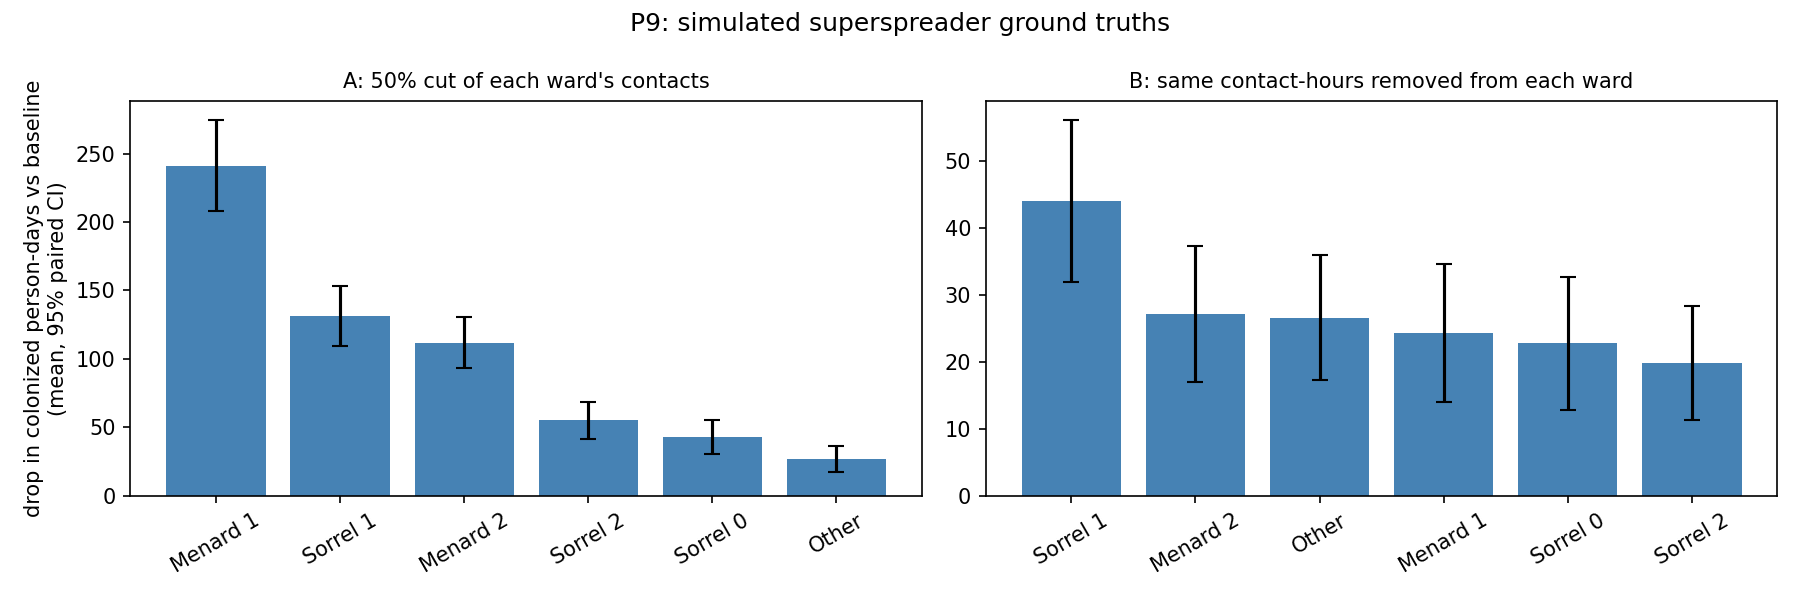 P9: simulated superspreader ground truths
A: 50% cut of each ward's contacts
drop in colonized person-days vs baseline
(mean, 95% paired CI)
250
200
150
100
50
0
Menard 1
Sorrel 1
Menard 2
Sorrel 2
Sorrel 0
Other
B: same contact-hours removed from each ward
50
40
30
20
10
0
Sorrel 1
Menard 2
Other
Menard 1
Sorrel 0
Sorrel 2